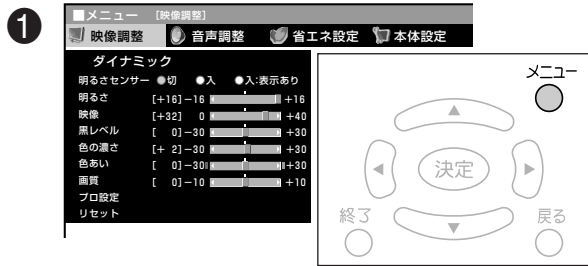 ❶
■メニュー [映像調整]
映像調整 音声調整 省エネ設定 本体設定
ダイナミック
明るさセンサー ●切 ●入 ●入:表示あり
明るさ [+16]－16 +16
映像 [+32] 0 +40
黒レベル [ 0]－30 +30
色の濃さ [+ 2]－30 +30
色あい [ 0]－30 +30
画質 [ 0]－10 +10
プロ設定
リセット
メニュー
決定
終了
戻る